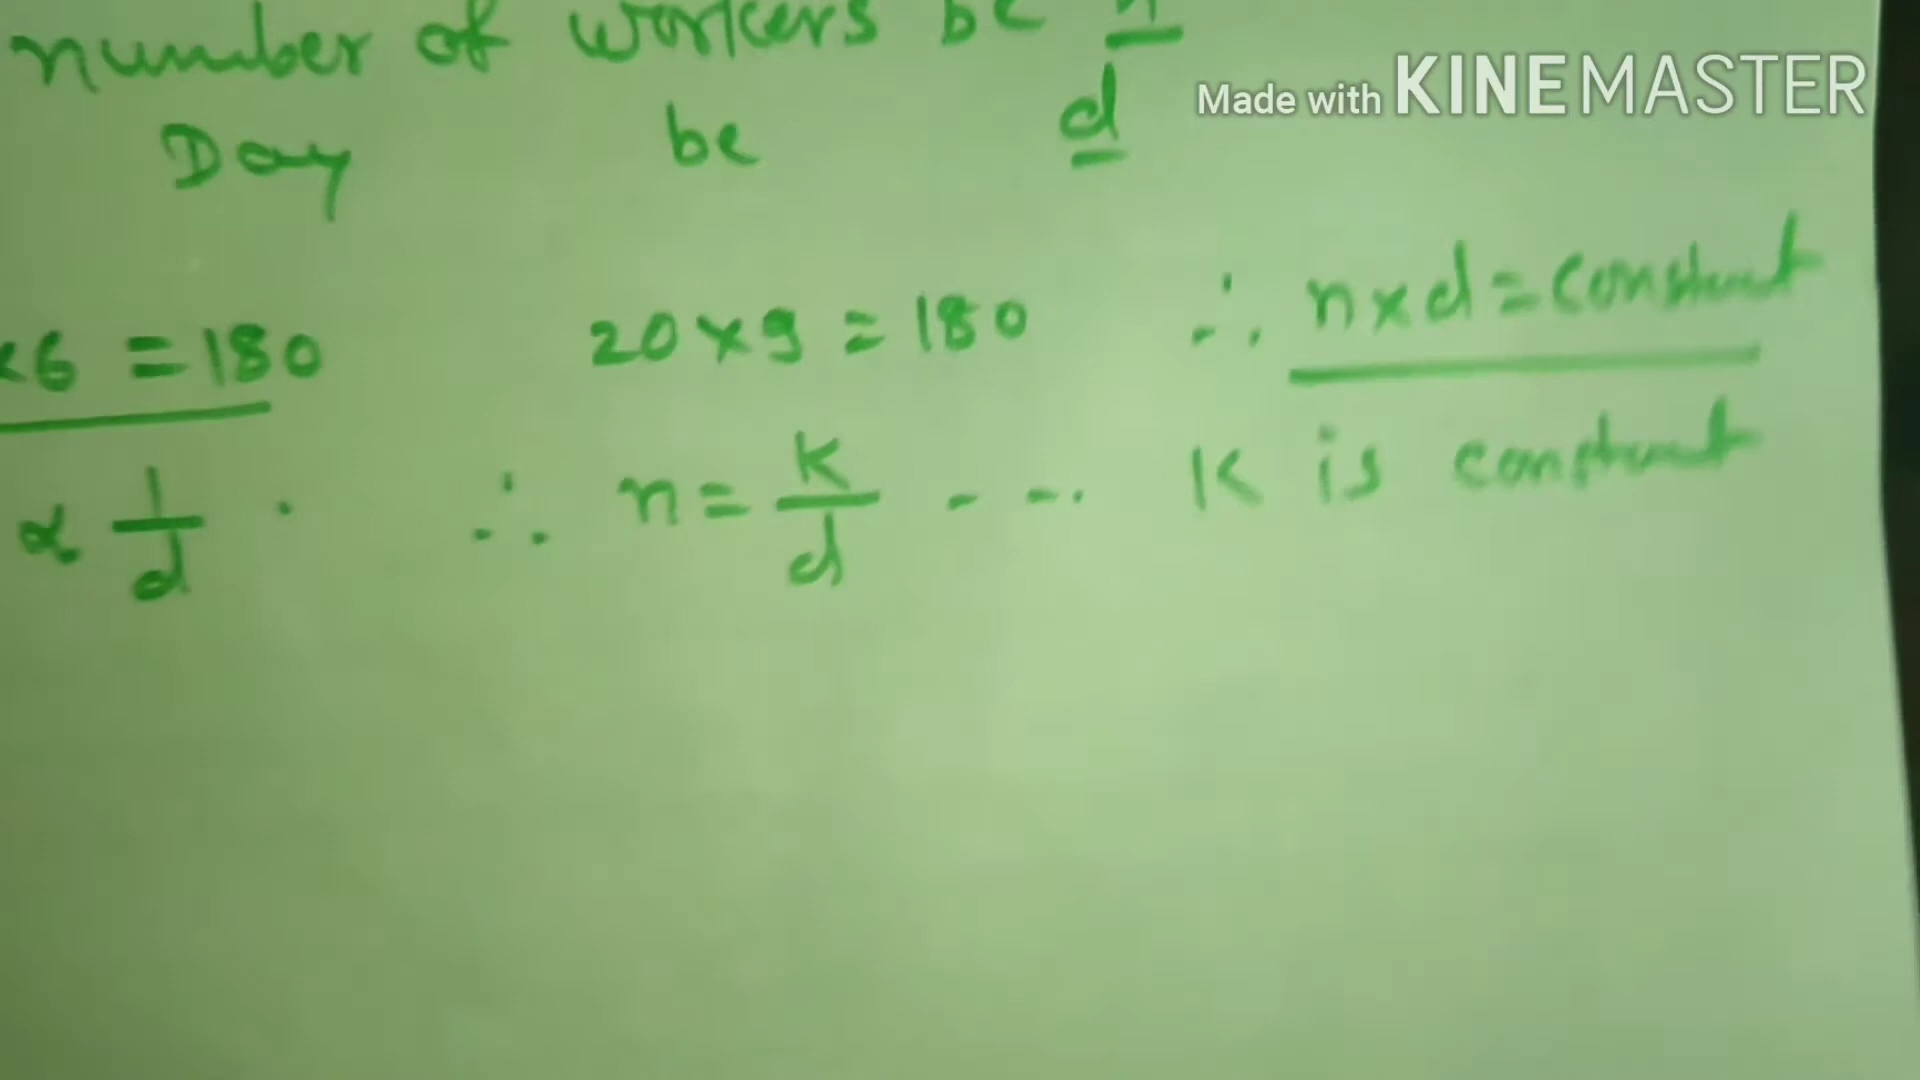 number of workers be n
Made with KINEMASTER
Day be d
×6 = 180 20×9 = 180 ∴ n×d = constant
∝ 1/d . ∴ n = K/d - - .. K is constant